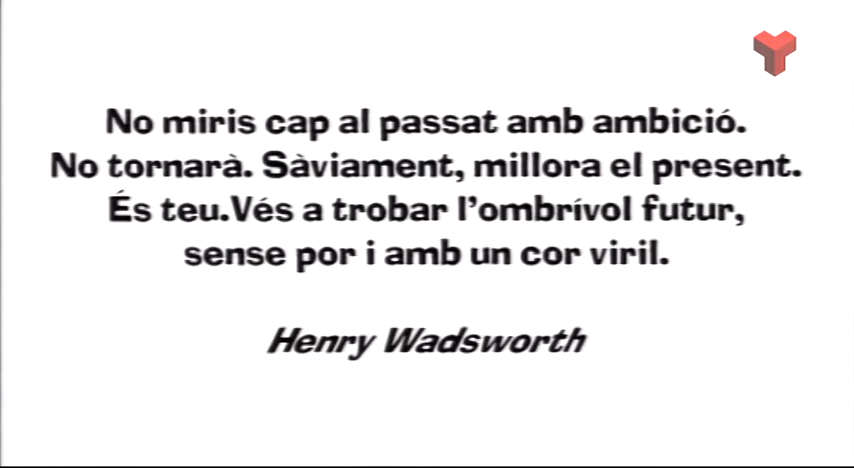 No miris cap al passat amb ambició.
No tornarà. Sàviament, millora el present.
És teu.Vés a trobar l'ombrívol futur,
sense por i amb un cor viril.
Henry Wadsworth